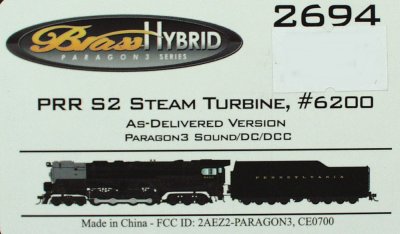 Brass Hybrid
PARAGON3 SERIES
2694
PRR S2 Steam Turbine, #6200
As-Delivered Version
Paragon3 Sound/DC/DCC
PENNSYLVANIA
Made in China - FCC ID: 2AEZ2-PARAGON3, CE0700